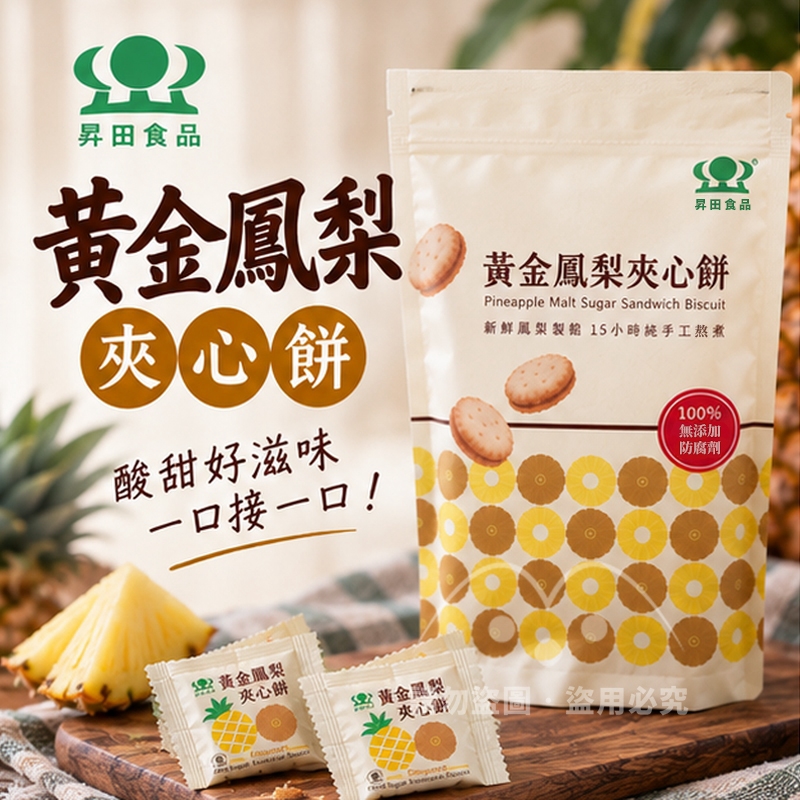 昇田食品
黃金鳳梨
夾心餅
酸甜好滋味
一口接一口！
昇田食品
黃金鳳梨夾心餅
Pineapple Malt Sugar Sandwich Biscuit
新鮮鳳梨製餡 15小時純手工熬煮
100%
無添加
防腐劑
黃金鳳梨
夾心餅
黃金鳳梨
夾心餅
勿盜圖·盜用必究